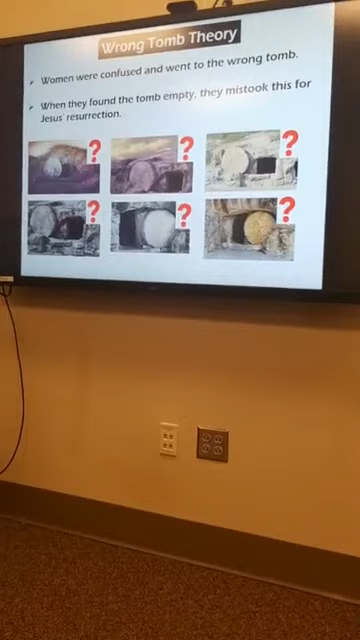 Wrong Tomb Theory
Women were confused and went to the wrong tomb.
When they found the tomb empty, they mistook this for
Jesus' resurrection.
? ? ?
? ? ?